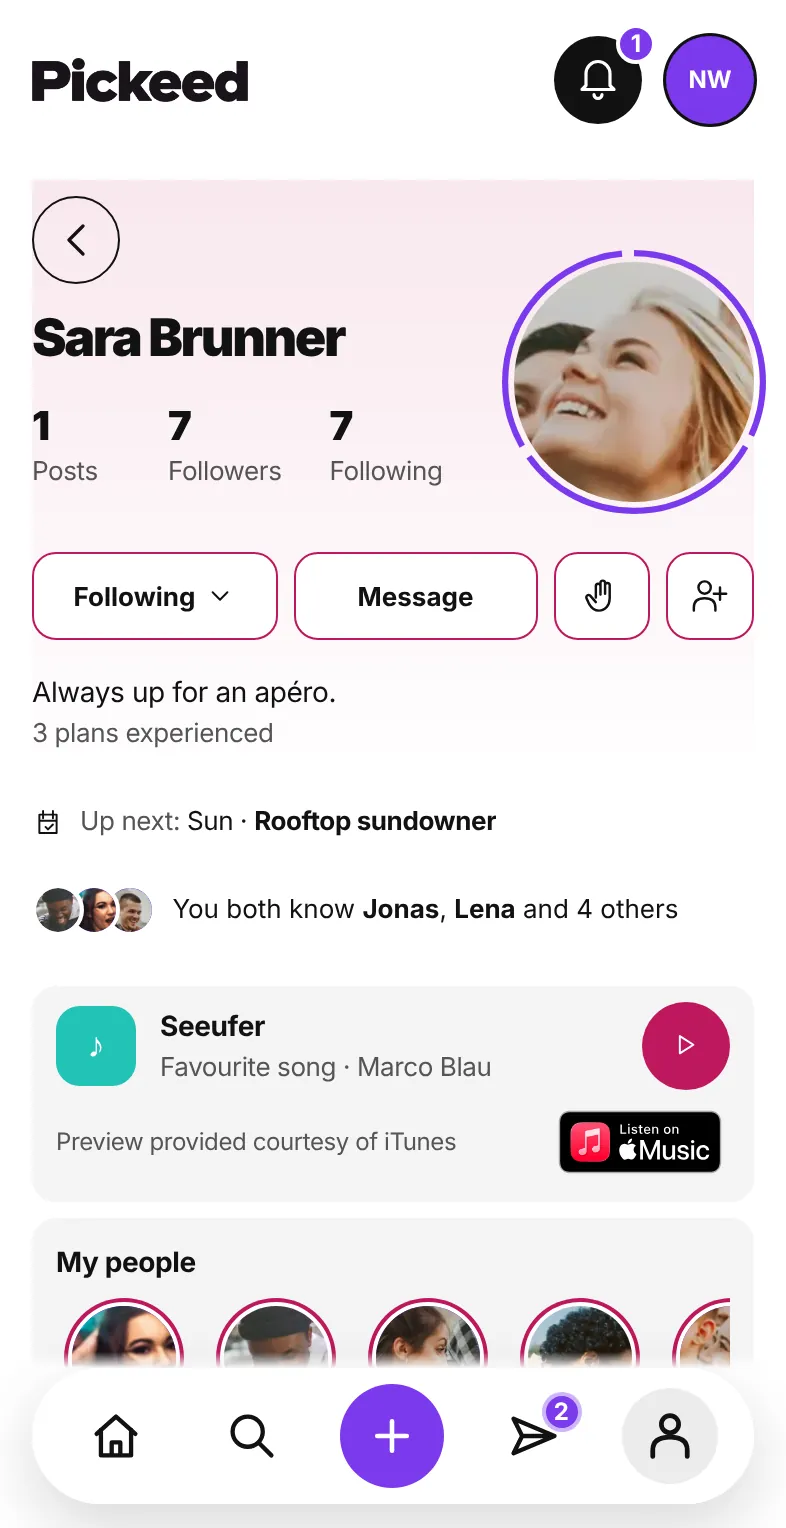 Pickeed
1
NW
Sara Brunner
1 7 7
Posts Followers Following
Following Message
Always up for an apéro.
3 plans experienced
Up next: Sun · Rooftop sundowner
You both know Jonas, Lena and 4 others
Seeufer
Favourite song · Marco Blau
Preview provided courtesy of iTunes
Listen on
Music
My people
2